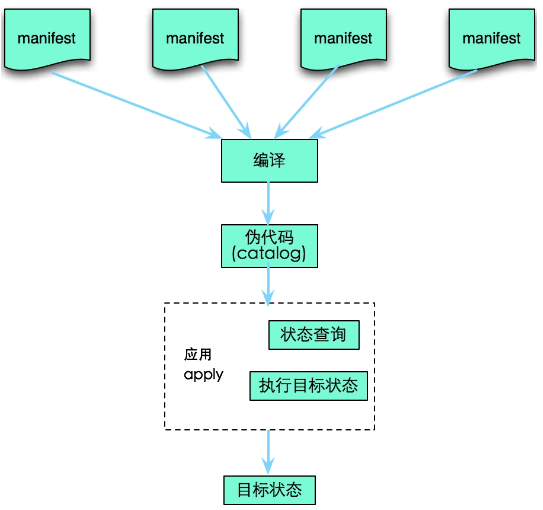 manifest
manifest
manifest
manifest
编译
伪代码
(catalog)
状态查询
应用
apply
执行目标状态
目标状态